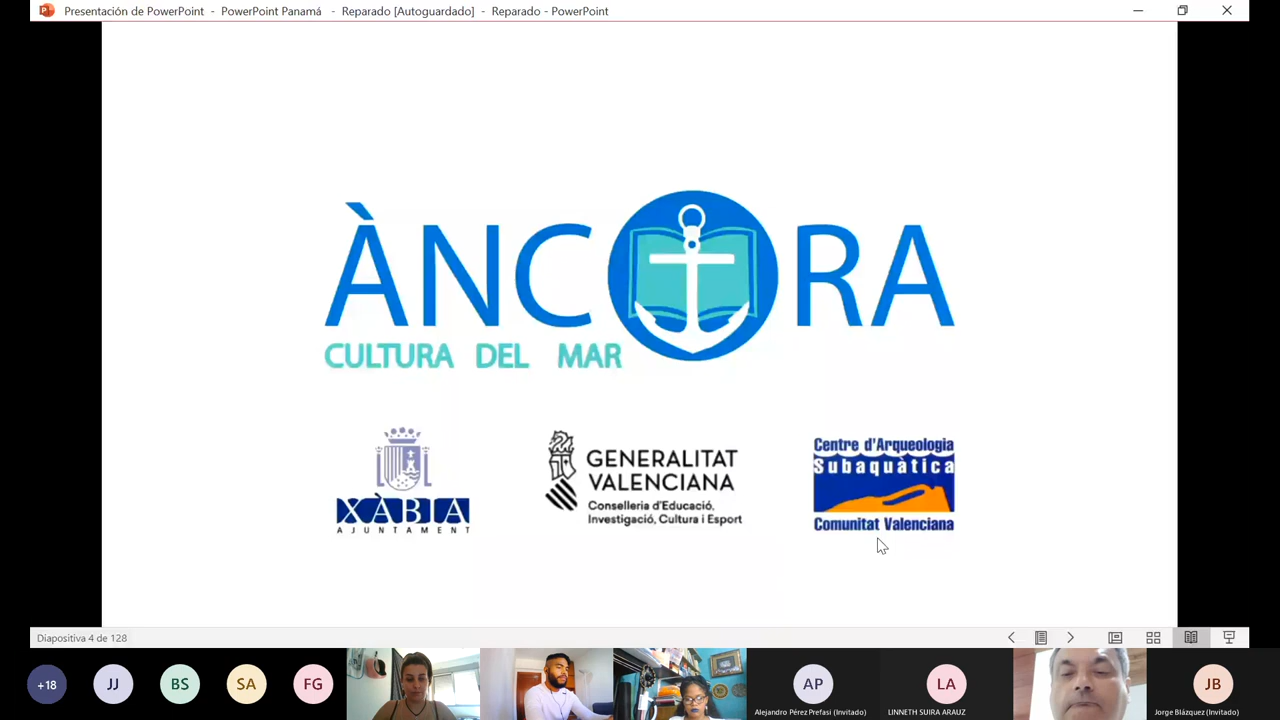 Presentación de PowerPoint - PowerPoint Panamá - Reparado [Autoguardado] - Reparado - PowerPoint
ÀNCORA
CULTURA DEL MAR
XÀBIA
AJUNTAMENT
GENERALITAT
VALENCIANA
Conselleria d'Educació,
Investigació, Cultura i Esport
Centre d'Arqueologia
Subaquàtica
Comunitat Valenciana
Diapositiva 4 de 128
+18
JJ
BS
SA
FG
AP
Alejandro Pérez Prefasi (Invitado)
LA
LINNETH SUIRA ARAUZ
JB
Jorge Blázquez (Invitado)